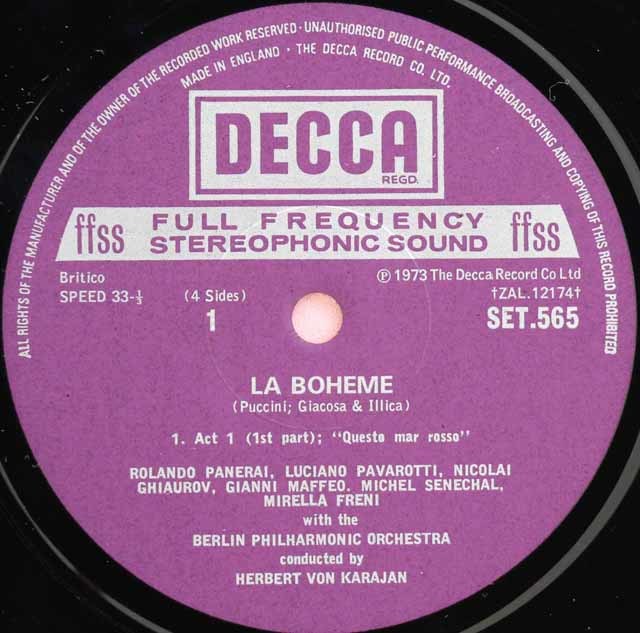 ALL RIGHTS OF THE MANUFACTURER AND OF THE OWNER OF THE RECORDED WORK RESERVED · UNAUTHORISED PUBLIC PERFORMANCE BROADCASTING AND COPYING OF THIS RECORD PROHIBITED
MADE IN ENGLAND · THE DECCA RECORD CO, LTD.
DECCA
REGD.
ffss FULL FREQUENCY ffss
STEREOPHONIC SOUND
Britico ℗ 1973 The Decca Record Co Ltd
SPEED 33-⅓ (4 Sides) †ZAL.12174†
1 SET.565
LA BOHEME
(Puccini; Giacosa & Illica)
1. Act 1 (1st part); "Questo mar rosso"
ROLANDO PANERAI, LUCIANO PAVAROTTI, NICOLAI
GHIAUROV, GIANNI MAFFEO. MICHEL SENECHAL,
MIRELLA FRENI
with the
BERLIN PHILHARMONIC ORCHESTRA
conducted by
HERBERT VON KARAJAN